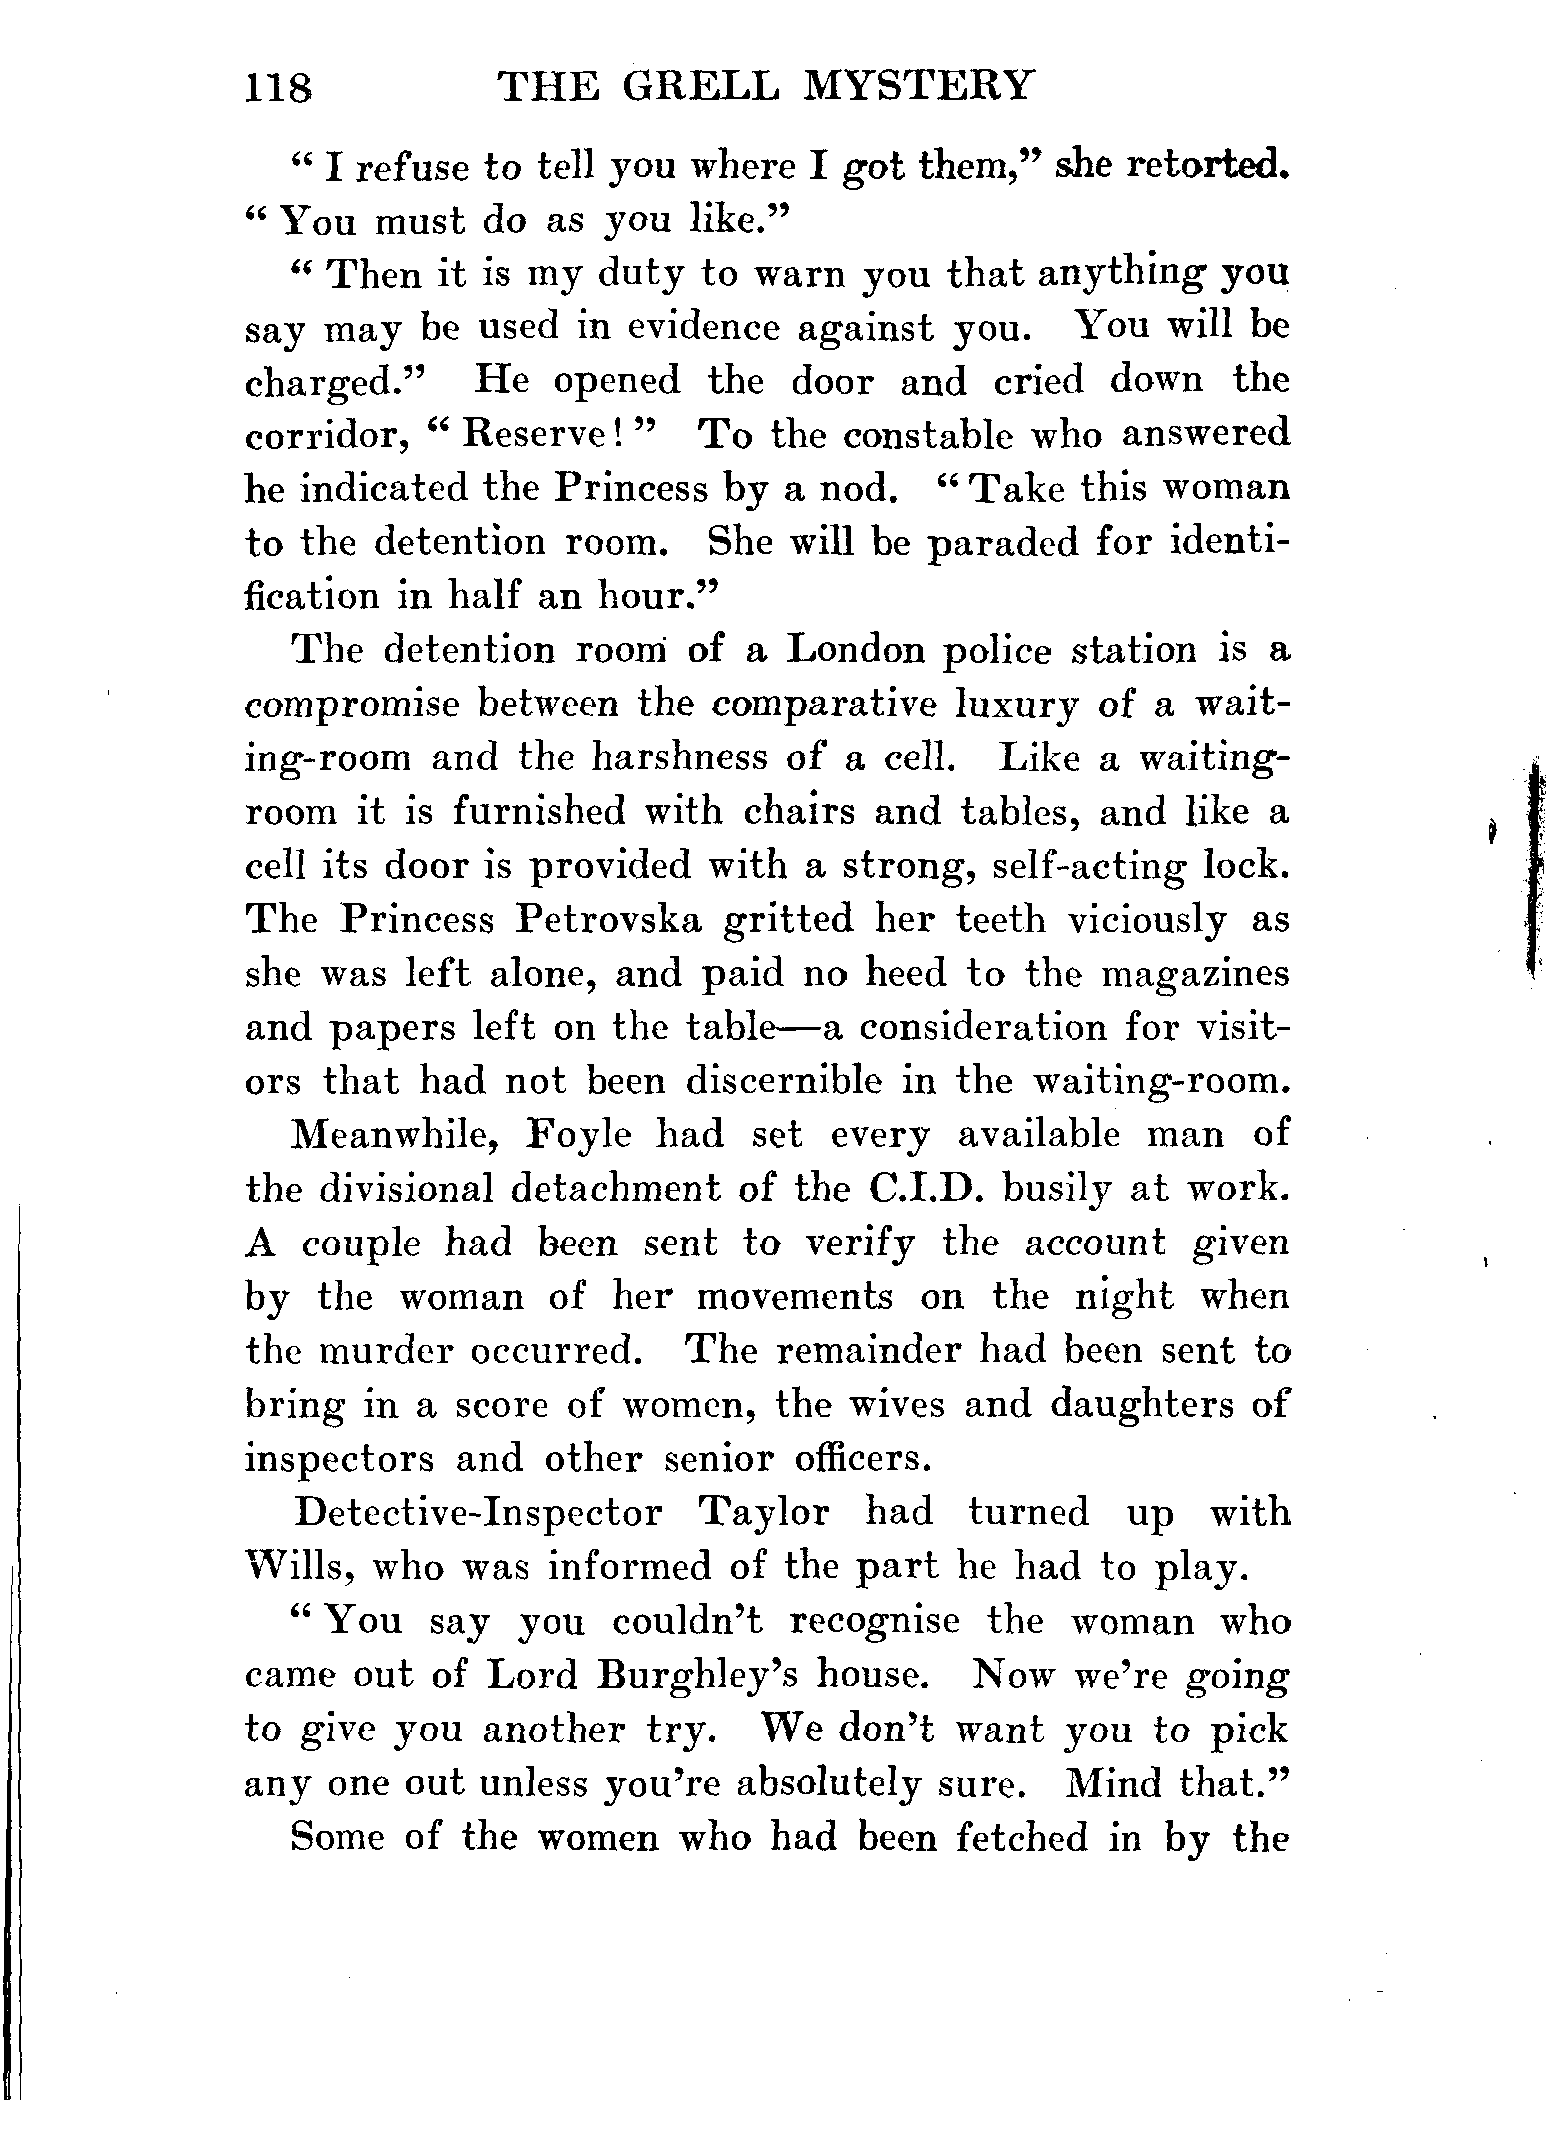 118 THE GRELL MYSTERY
“ I refuse to tell you where I got them,” she retorted.
“ You must do as you like.”
“ Then it is my duty to warn you that anything you
say may be used in evidence against you. You will be
charged.” He opened the door and cried down the
corridor, “ Reserve! ” To the constable who answered
he indicated the Princess by a nod. “ Take this woman
to the detention room. She will be paraded for identi-
fication in half an hour.”
The detention room of a London police station is a
compromise between the comparative luxury of a wait-
ing-room and the harshness of a cell. Like a waiting-
room it is furnished with chairs and tables, and like a
cell its door is provided with a strong, self-acting lock.
The Princess Petrovska gritted her teeth viciously as
she was left alone, and paid no heed to the magazines
and papers left on the table—a consideration for visit-
ors that had not been discernible in the waiting-room.
Meanwhile, Foyle had set every available man of
the divisional detachment of the C.I.D. busily at work.
A couple had been sent to verify the account given
by the woman of her movements on the night when
the murder occurred. The remainder had been sent to
bring in a score of women, the wives and daughters of
inspectors and other senior officers.
Detective-Inspector Taylor had turned up with
Wills, who was informed of the part he had to play.
“ You say you couldn’t recognise the woman who
came out of Lord Burghley’s house. Now we’re going
to give you another try. We don’t want you to pick
any one out unless you’re absolutely sure. Mind that.”
Some of the women who had been fetched in by the